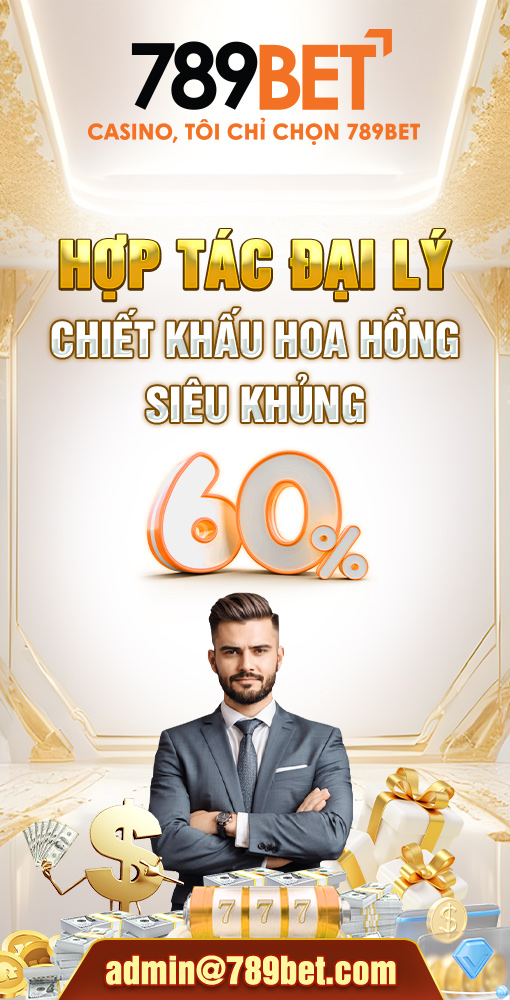 789BET
CASINO, TÔI CHỈ CHỌN 789BET
HỢP TÁC ĐẠI LÝ
CHIẾT KHẤU HOA HỒNG
SIÊU KHỦNG
60%
$
777
$
admin@789bet.com